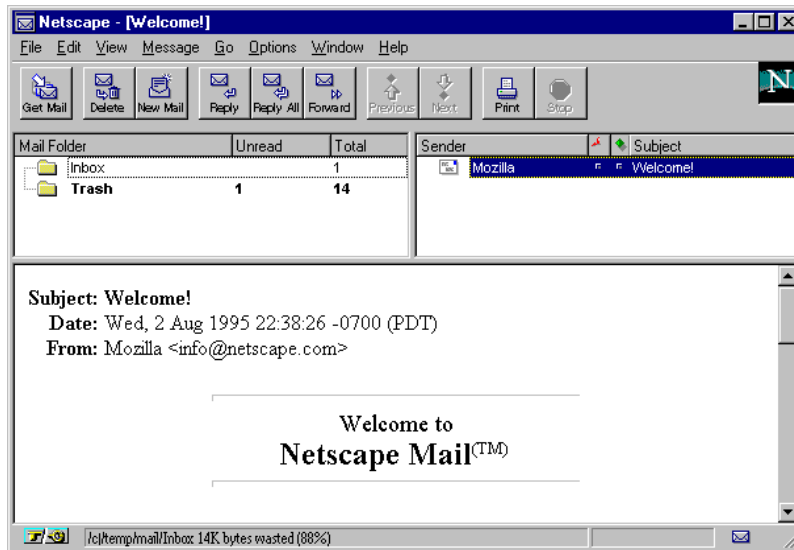 Netscape - [Welcome!]
File Edit View Message Go Options Window Help
Get Mail Delete New Mail Reply Reply All Forward Previous Next Print Stop
N
Mail Folder Unread Total Sender Subject
Inbox 1 Mozilla Welcome!
Trash 1 14
Subject: Welcome!
Date: Wed, 2 Aug 1995 22:38:26 -0700 (PDT)
From: Mozilla <info@netscape.com>
Welcome to
Netscape Mail(TM)
/c|/temp/mail/Inbox 14K bytes wasted (88%)